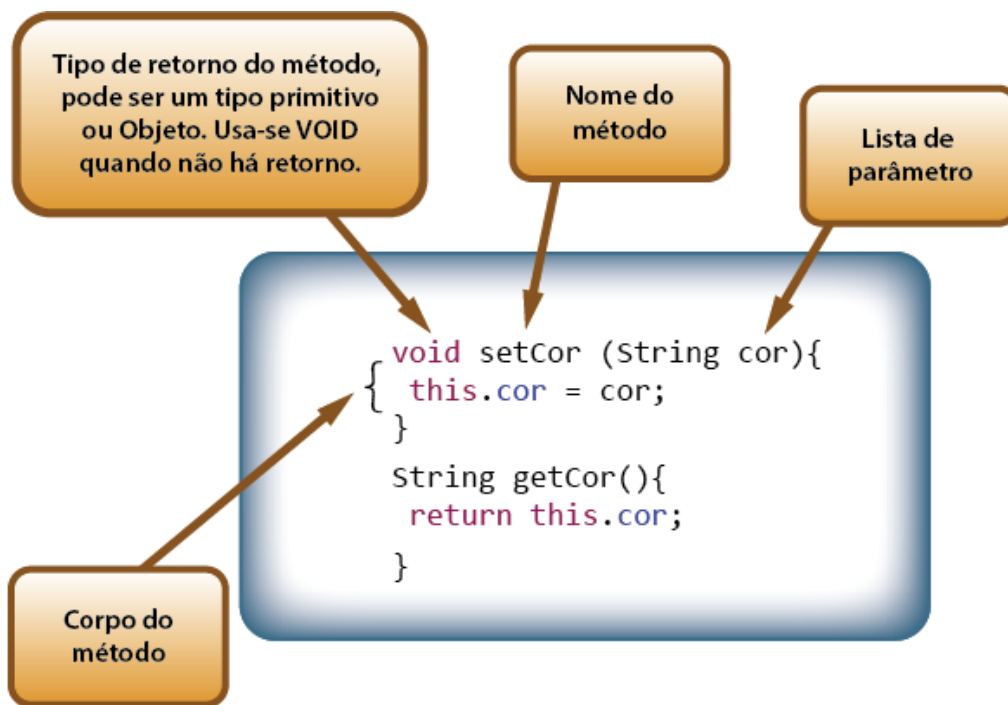 Tipo de retorno do método,
pode ser um tipo primitivo
ou Objeto. Usa-se VOID
quando não há retorno.
Nome do
método
Lista de
parâmetro
void setCor (String cor){
{ this.cor = cor;
}
String getCor(){
return this.cor;
}
Corpo do
método